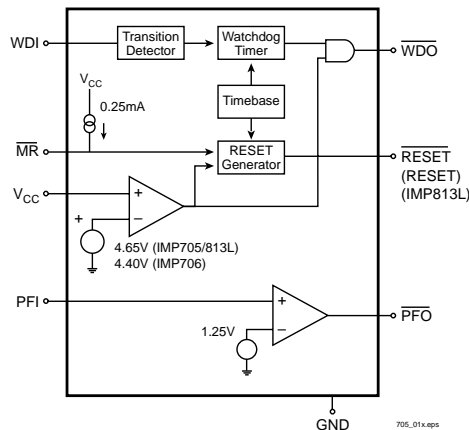 WDI
Transition
Detector
Watchdog
Timer
WDO
VCC
0.25mA
Timebase
MR
RESET
Generator
RESET
(RESET)
(IMP813L)
VCC
+
−
+
4.65V (IMP705/813L)
4.40V (IMP706)
PFI
+
−
1.25V
PFO
GND
705_01x.eps